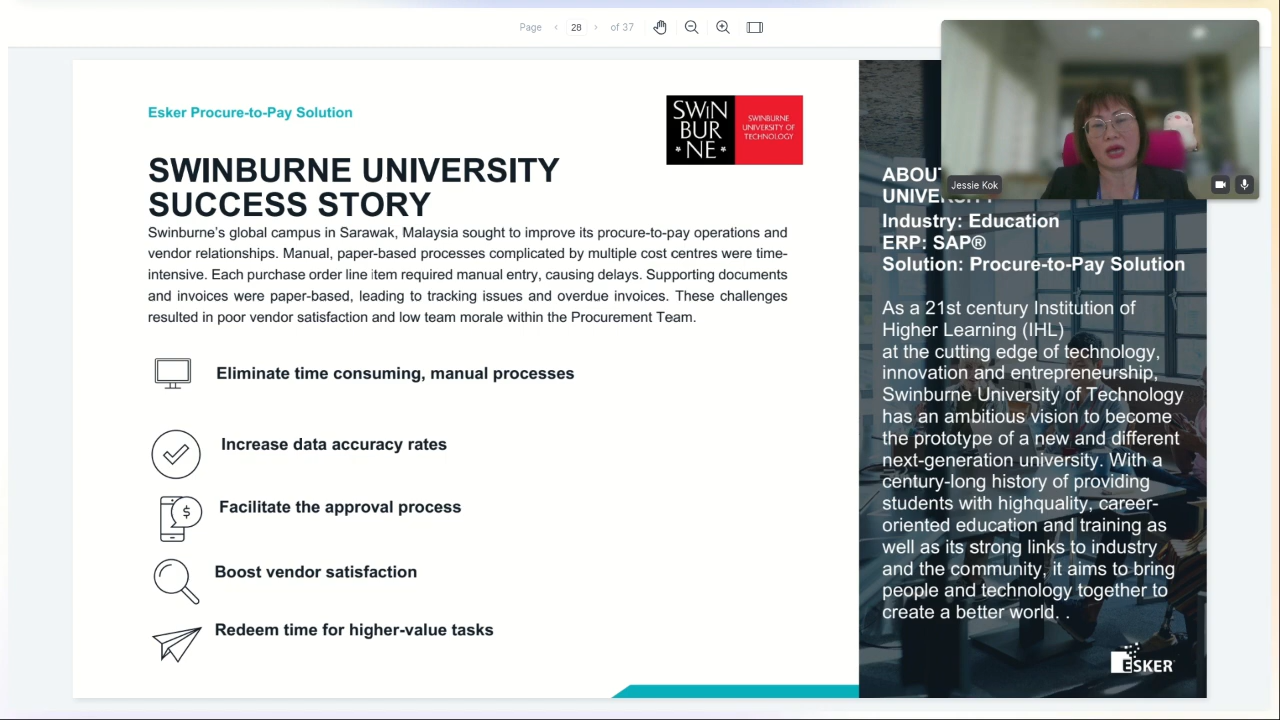 Page < 28 > of 37
Esker Procure-to-Pay Solution
SWINBURNE UNIVERSITY
SUCCESS STORY
SWIN
BUR
* NE *
SWINBURNE
UNIVERSITY OF
TECHNOLOGY
Swinburne's global campus in Sarawak, Malaysia sought to improve its procure-to-pay operations and
vendor relationships. Manual, paper-based processes complicated by multiple cost centres were time-
intensive. Each purchase order line item required manual entry, causing delays. Supporting documents
and invoices were paper-based, leading to tracking issues and overdue invoices. These challenges
resulted in poor vendor satisfaction and low team morale within the Procurement Team.
Eliminate time consuming, manual processes
Increase data accuracy rates
$
Facilitate the approval process
Boost vendor satisfaction
Redeem time for higher-value tasks
Jessie Kok
Industry: Education
ERP: SAP®
Solution: Procure-to-Pay Solution
As a 21st century Institution of
Higher Learning (IHL)
at the cutting edge of technology,
innovation and entrepreneurship,
Swinburne University of Technology
has an ambitious vision to become
the prototype of a new and different
next-generation university. With a
century-long history of providing
students with highquality, career-
oriented education and training as
well as its strong links to industry
and the community, it aims to bring
people and technology together to
create a better world. .
ESKER